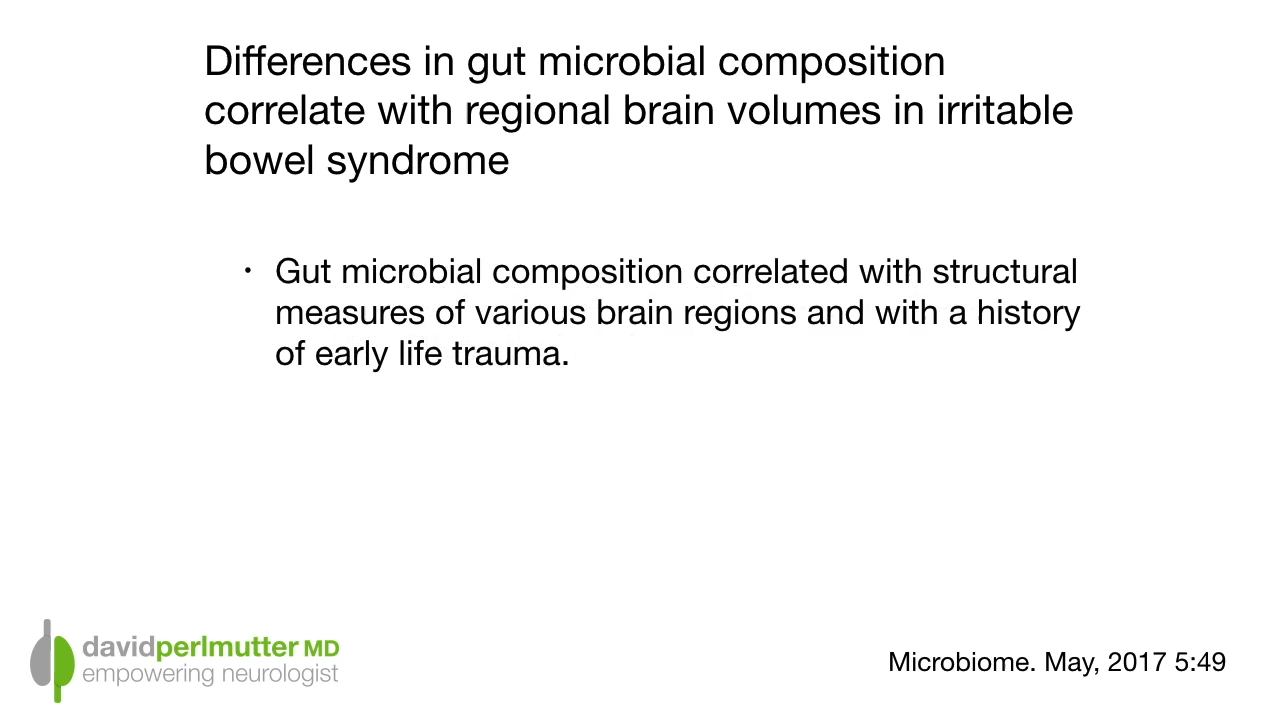 Differences in gut microbial composition
correlate with regional brain volumes in irritable
bowel syndrome
• Gut microbial composition correlated with structural
measures of various brain regions and with a history
of early life trauma.
davidperlmutter MD
empowering neurologist
Microbiome. May, 2017 5:49